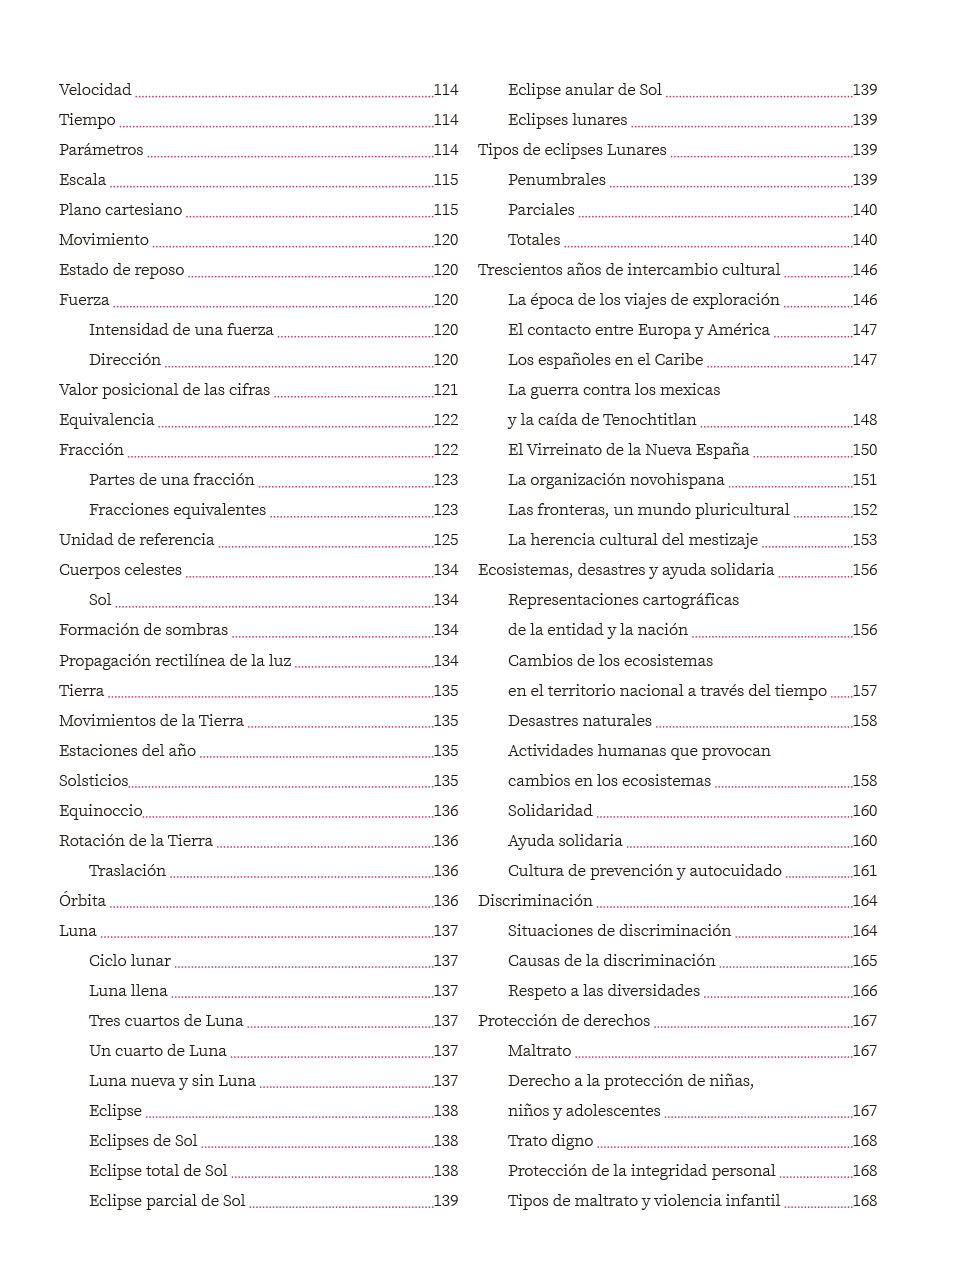 Velocidad 114
Tiempo 114
Parámetros 114
Escala 115
Plano cartesiano 115
Movimiento 120
Estado de reposo 120
Fuerza 120
Intensidad de una fuerza 120
Dirección 120
Valor posicional de las cifras 121
Equivalencia 122
Fracción 122
Partes de una fracción 123
Fracciones equivalentes 123
Unidad de referencia 125
Cuerpos celestes 134
Sol 134
Formación de sombras 134
Propagación rectilínea de la luz 134
Tierra 135
Movimientos de la Tierra 135
Estaciones del año 135
Solsticios 135
Equinoccio 136
Rotación de la Tierra 136
Traslación 136
Órbita 136
Luna 137
Ciclo lunar 137
Luna llena 137
Tres cuartos de Luna 137
Un cuarto de Luna 137
Luna nueva y sin Luna 137
Eclipse 138
Eclipses de Sol 138
Eclipse total de Sol 138
Eclipse parcial de Sol 139
Eclipse anular de Sol 139
Eclipses lunares 139
Tipos de eclipses Lunares 139
Penumbrales 139
Parciales 140
Totales 140
Trescientos años de intercambio cultural 146
La época de los viajes de exploración 146
El contacto entre Europa y América 147
Los españoles en el Caribe 147
La guerra contra los mexicas
y la caída de Tenochtitlan 148
El Virreinato de la Nueva España 150
La organización novohispana 151
Las fronteras, un mundo pluricultural 152
La herencia cultural del mestizaje 153
Ecosistemas, desastres y ayuda solidaria 156
Representaciones cartográficas
de la entidad y la nación 156
Cambios de los ecosistemas
en el territorio nacional a través del tiempo 157
Desastres naturales 158
Actividades humanas que provocan
cambios en los ecosistemas 158
Solidaridad 160
Ayuda solidaria 160
Cultura de prevención y autocuidado 161
Discriminación 164
Situaciones de discriminación 164
Causas de la discriminación 165
Respeto a las diversidades 166
Protección de derechos 167
Maltrato 167
Derecho a la protección de niñas,
niños y adolescentes 167
Trato digno 168
Protección de la integridad personal 168
Tipos de maltrato y violencia infantil 168